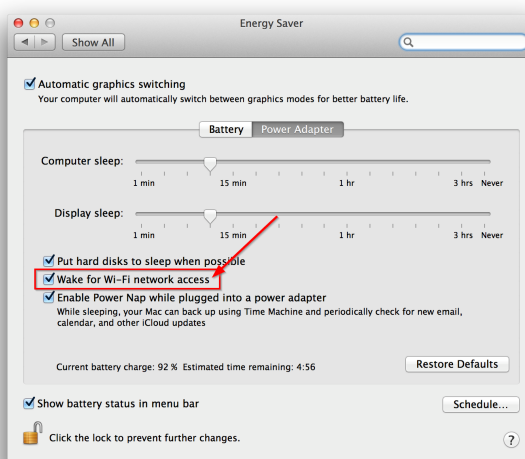 Energy Saver
Show All
Automatic graphics switching
Your computer will automatically switch between graphics modes for better battery life.
Battery Power Adapter
Computer sleep:
1 min 15 min 1 hr 3 hrs Never
Display sleep:
1 min 15 min 1 hr 3 hrs Never
Put hard disks to sleep when possible
Wake for Wi-Fi network access
Enable Power Nap while plugged into a power adapter
While sleeping, your Mac can back up using Time Machine and periodically check for new email,
calendar, and other iCloud updates
Current battery charge: 92 % Estimated time remaining: 4:56
Restore Defaults
Show battery status in menu bar
Schedule...
Click the lock to prevent further changes.
?